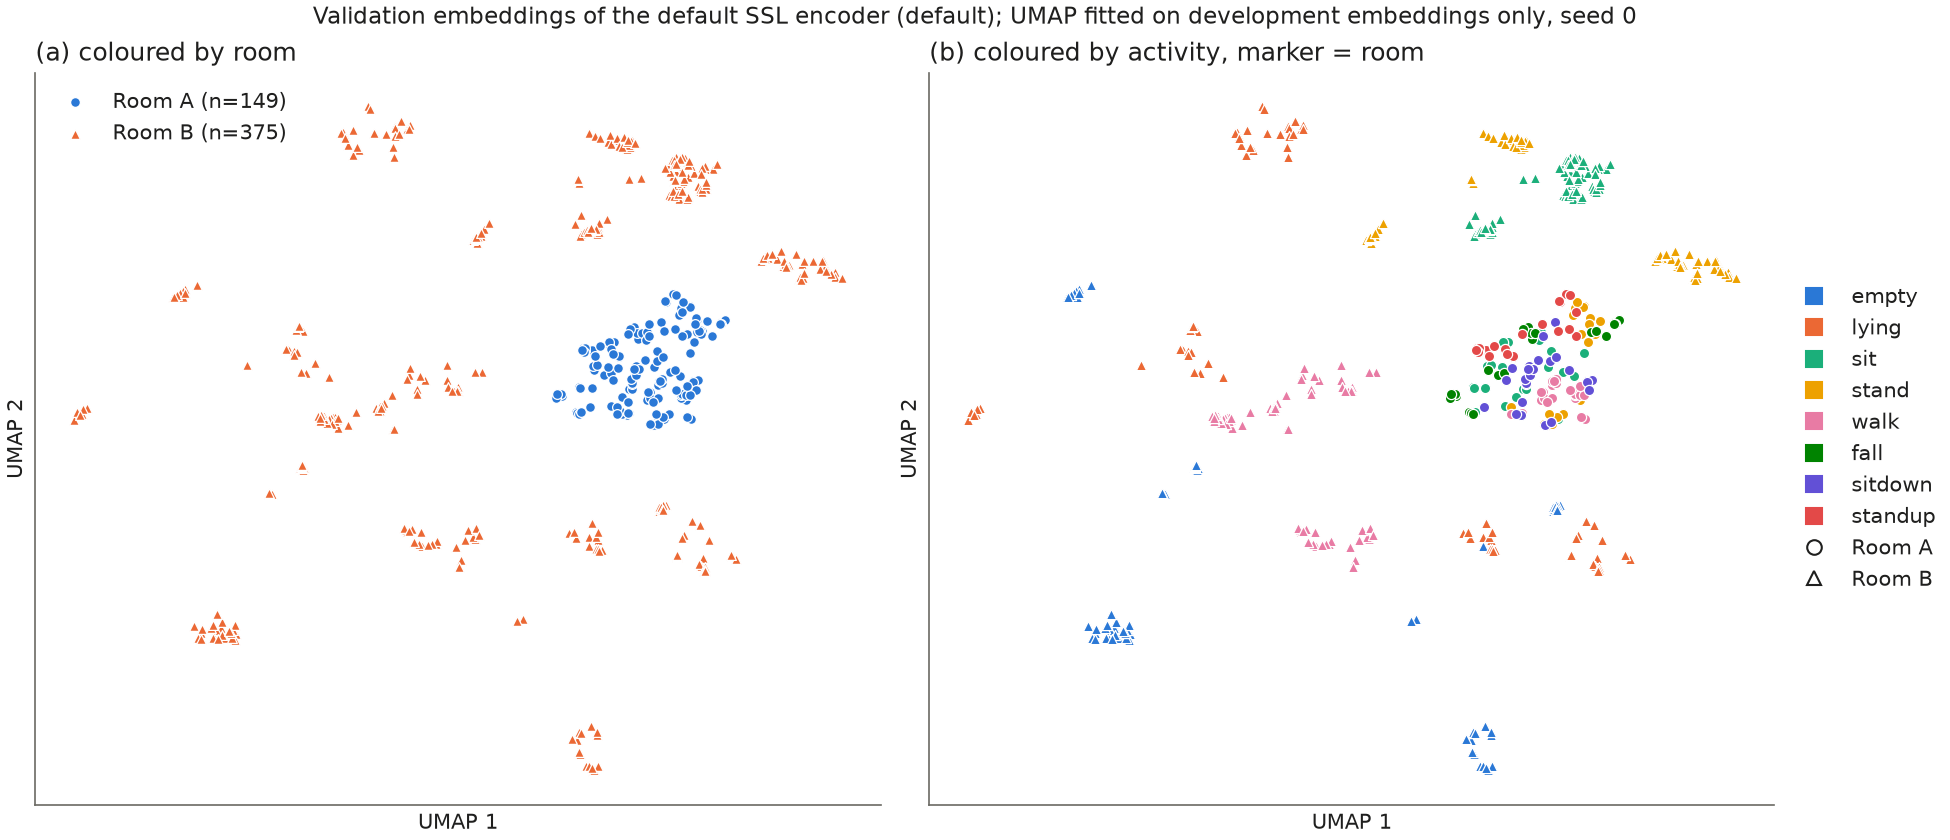 Validation embeddings of the default SSL encoder (default); UMAP fitted on development embeddings only, seed 0
(a) coloured by room
Room A (n=149)
Room B (n=375)
UMAP 2
UMAP 1
(b) coloured by activity, marker = room
UMAP 2
UMAP 1
empty
lying
sit
stand
walk
fall
sitdown
standup
Room A
Room B